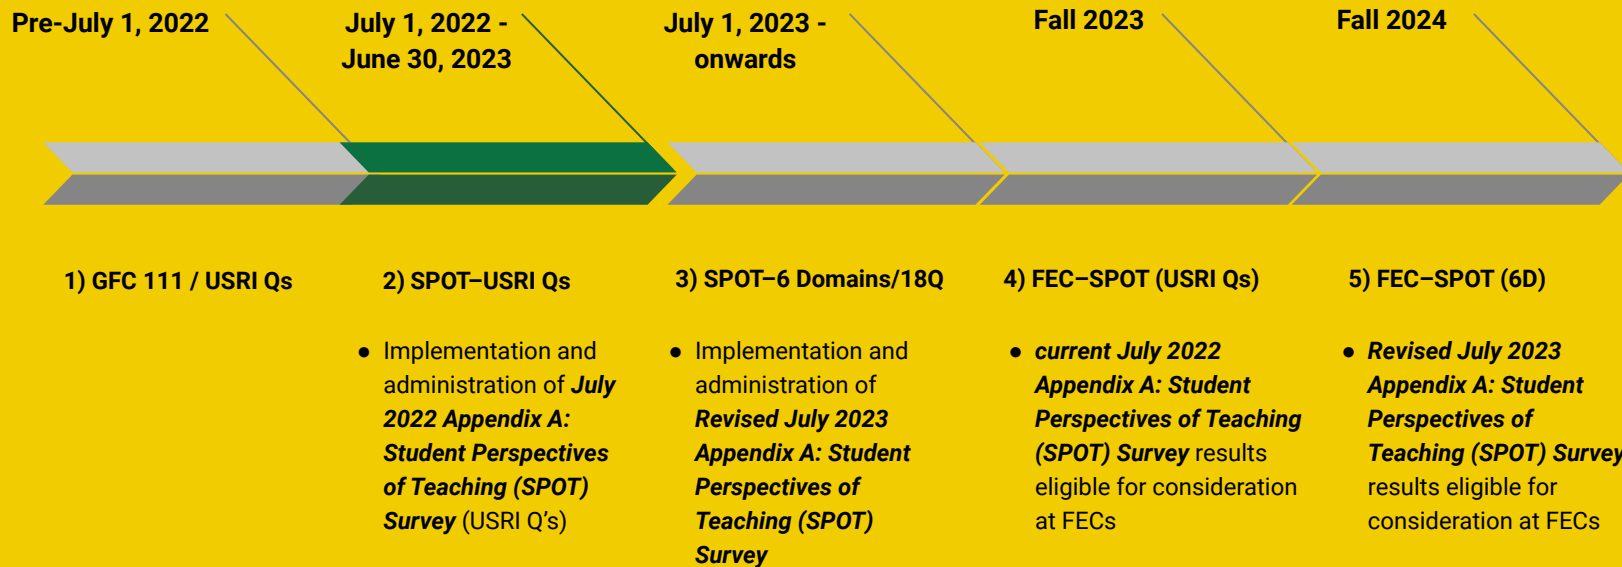 Pre-July 1, 2022
July 1, 2022 -
June 30, 2023
July 1, 2023 -
onwards
Fall 2023
Fall 2024
1) GFC 111 / USRI Qs
2) SPOT–USRI Qs
● Implementation and
administration of July
2022 Appendix A:
Student Perspectives
of Teaching (SPOT)
Survey (USRI Q’s)
3) SPOT–6 Domains/18Q
● Implementation and
administration of
Revised July 2023
Appendix A: Student
Perspectives of
Teaching (SPOT)
Survey
4) FEC–SPOT (USRI Qs)
● current July 2022
Appendix A: Student
Perspectives of Teaching
(SPOT) Survey results
eligible for consideration
at FECs
5) FEC–SPOT (6D)
● Revised July 2023
Appendix A: Student
Perspectives of
Teaching (SPOT) Survey
results eligible for
consideration at FECs